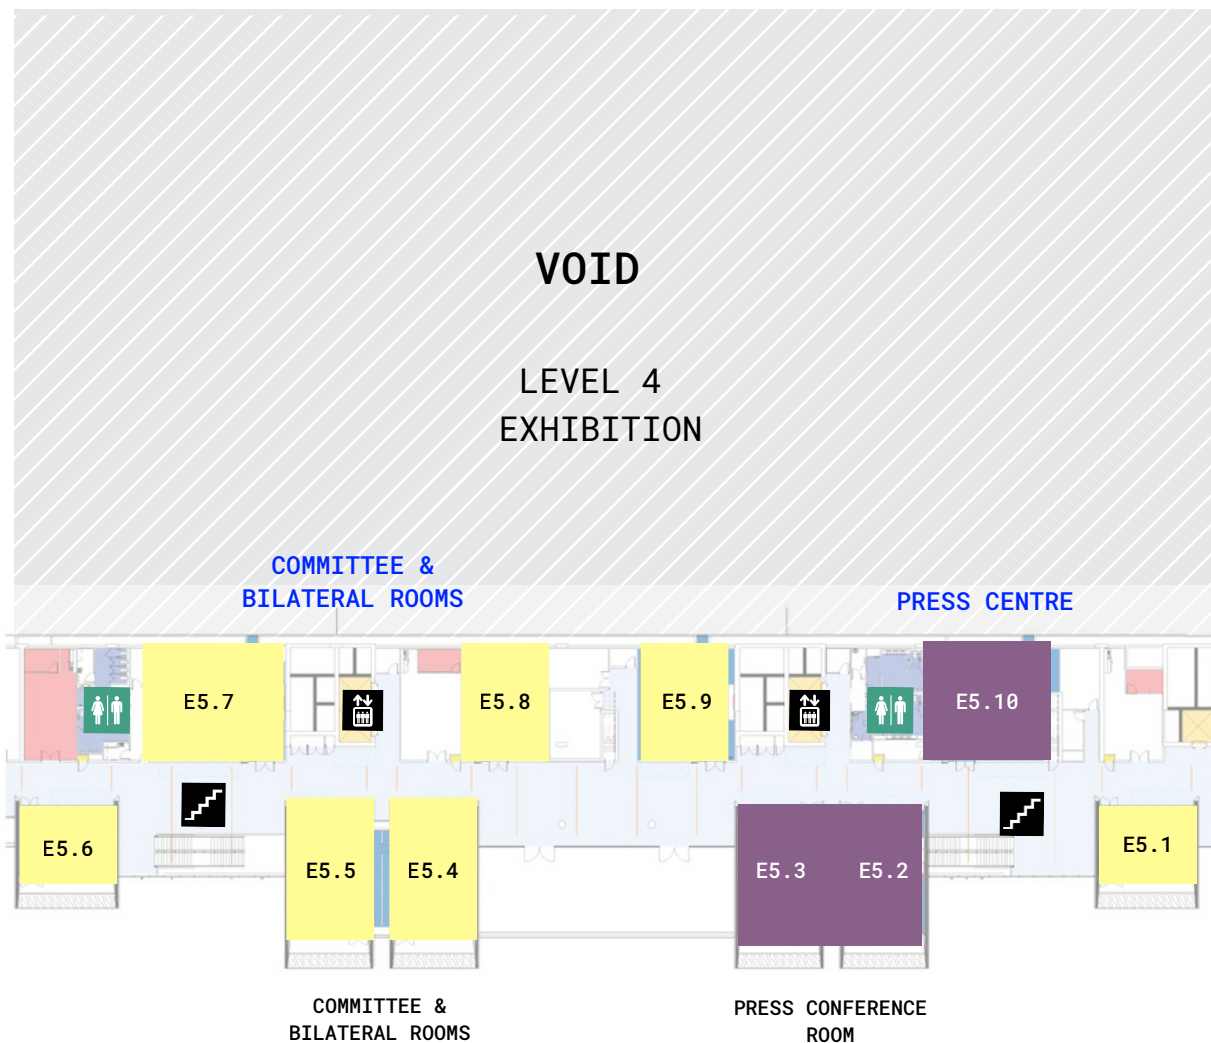 VOID
LEVEL 4
EXHIBITION
COMMITTEE &
BILATERAL ROOMS
PRESS CENTRE
E5.7
E5.8
E5.9
E5.10
E5.6
E5.5
E5.4
E5.3
E5.2
E5.1
COMMITTEE &
BILATERAL ROOMS
PRESS CONFERENCE
ROOM